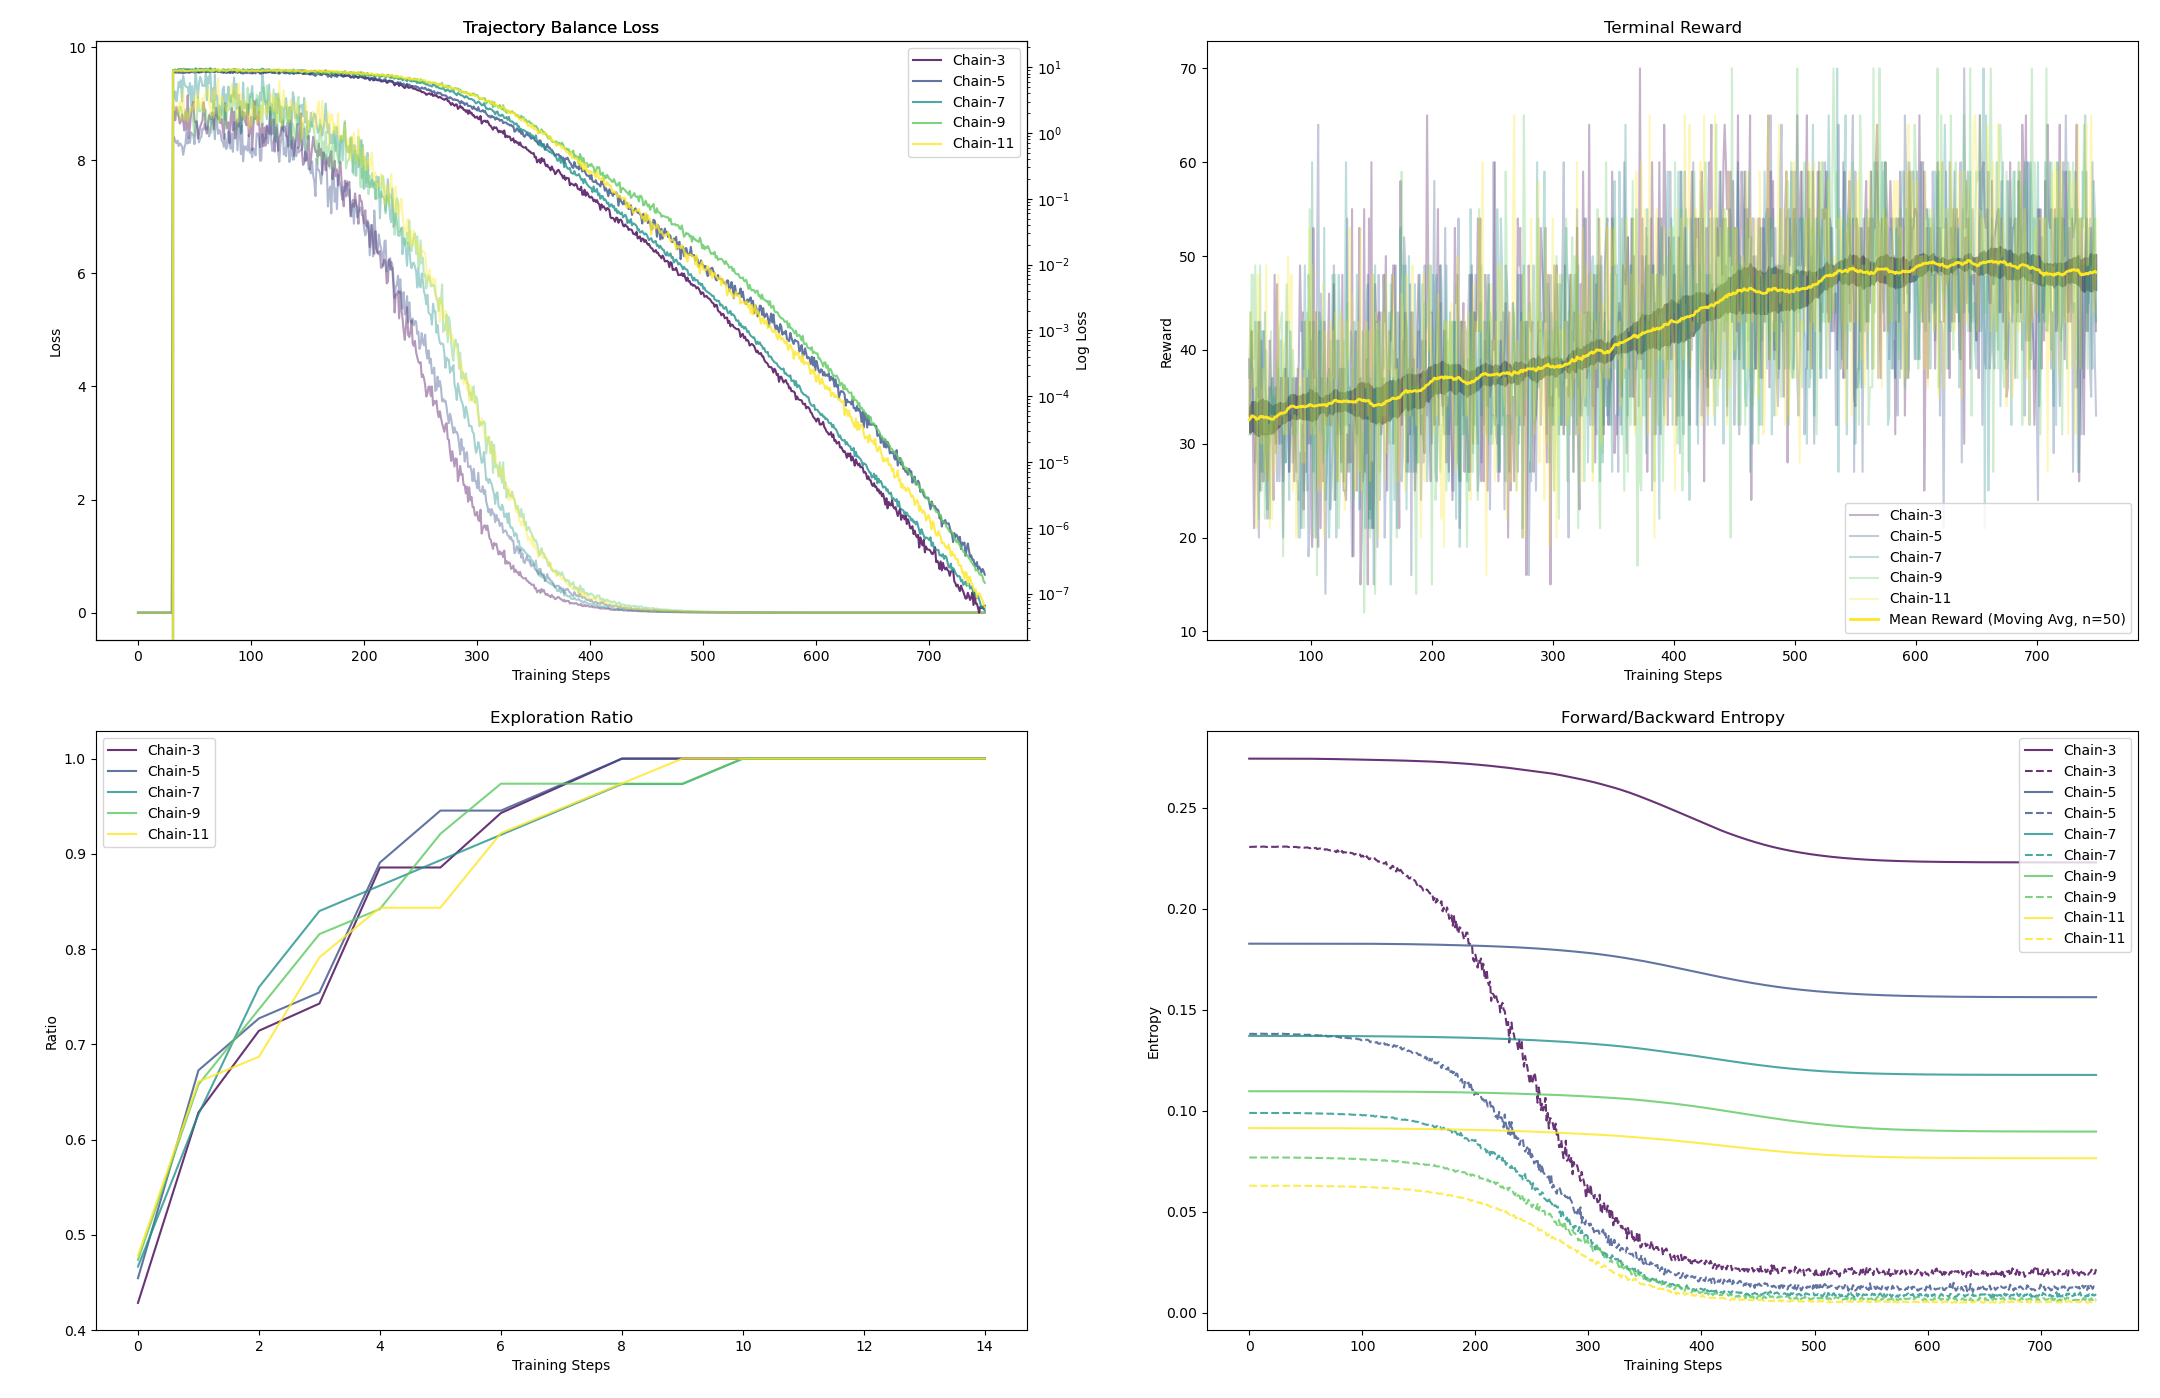 Trajectory Balance Loss
10
8
6
4
2
0
Loss
0 100 200 300 400 500 600 700
Training Steps
10^1
10^0
10^-1
10^-2
10^-3
10^-4
10^-5
10^-6
10^-7
Log Loss
Chain-3
Chain-5
Chain-7
Chain-9
Chain-11
Terminal Reward
70
60
50
40
30
20
10
Reward
100 200 300 400 500 600 700
Training Steps
Chain-3
Chain-5
Chain-7
Chain-9
Chain-11
Mean Reward (Moving Avg, n=50)
Exploration Ratio
1.0
0.9
0.8
0.7
0.6
0.5
0.4
Ratio
0 2 4 6 8 10 12 14
Training Steps
Chain-3
Chain-5
Chain-7
Chain-9
Chain-11
Forward/Backward Entropy
0.25
0.20
0.15
0.10
0.05
0.00
Entropy
0 100 200 300 400 500 600 700
Training Steps
Chain-3
Chain-3
Chain-5
Chain-5
Chain-7
Chain-7
Chain-9
Chain-9
Chain-11
Chain-11